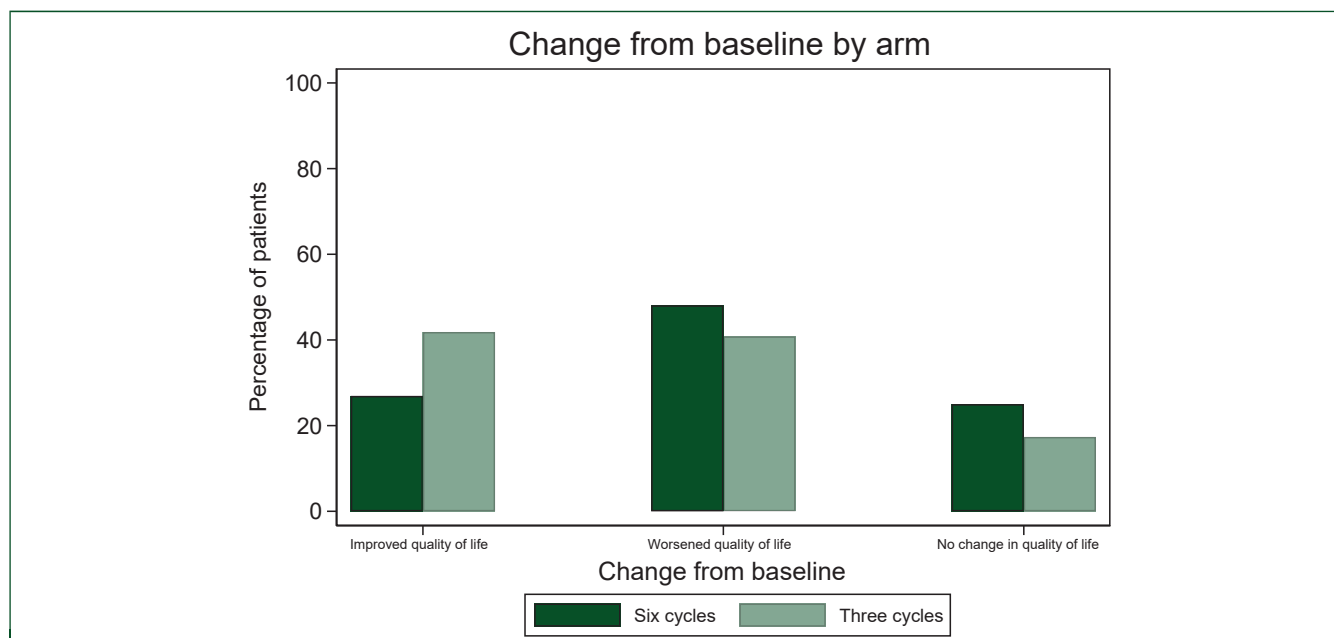 Change from baseline by arm
100
80
60
40
20
0
Percentage of patients
Improved quality of life
Worsened quality of life
No change in quality of life
Change from baseline
Six cycles
Three cycles